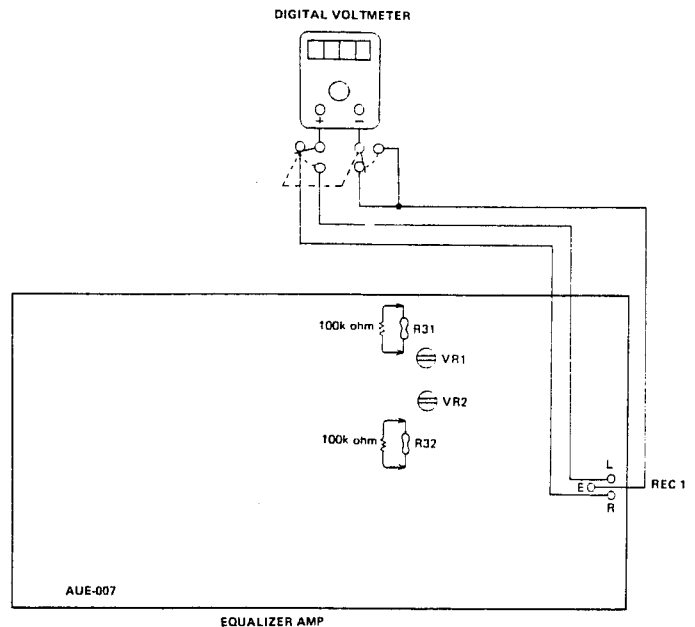 DIGITAL VOLTMETER
+ −
100k ohm R31
VR1
VR2
100k ohm R32
L
E REC 1
R
AUE-007
EQUALIZER AMP